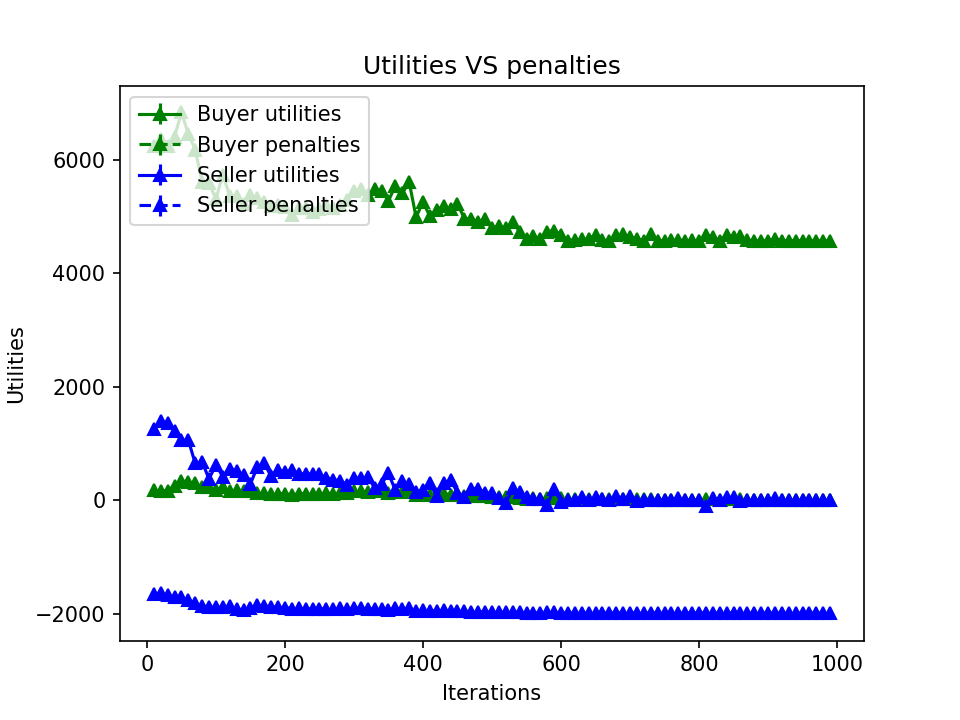 Utilities VS penalties
Buyer utilities
Buyer penalties
Seller utilities
Seller penalties
6000
4000
2000
0
−2000
Utilities
0 200 400 600 800 1000
Iterations